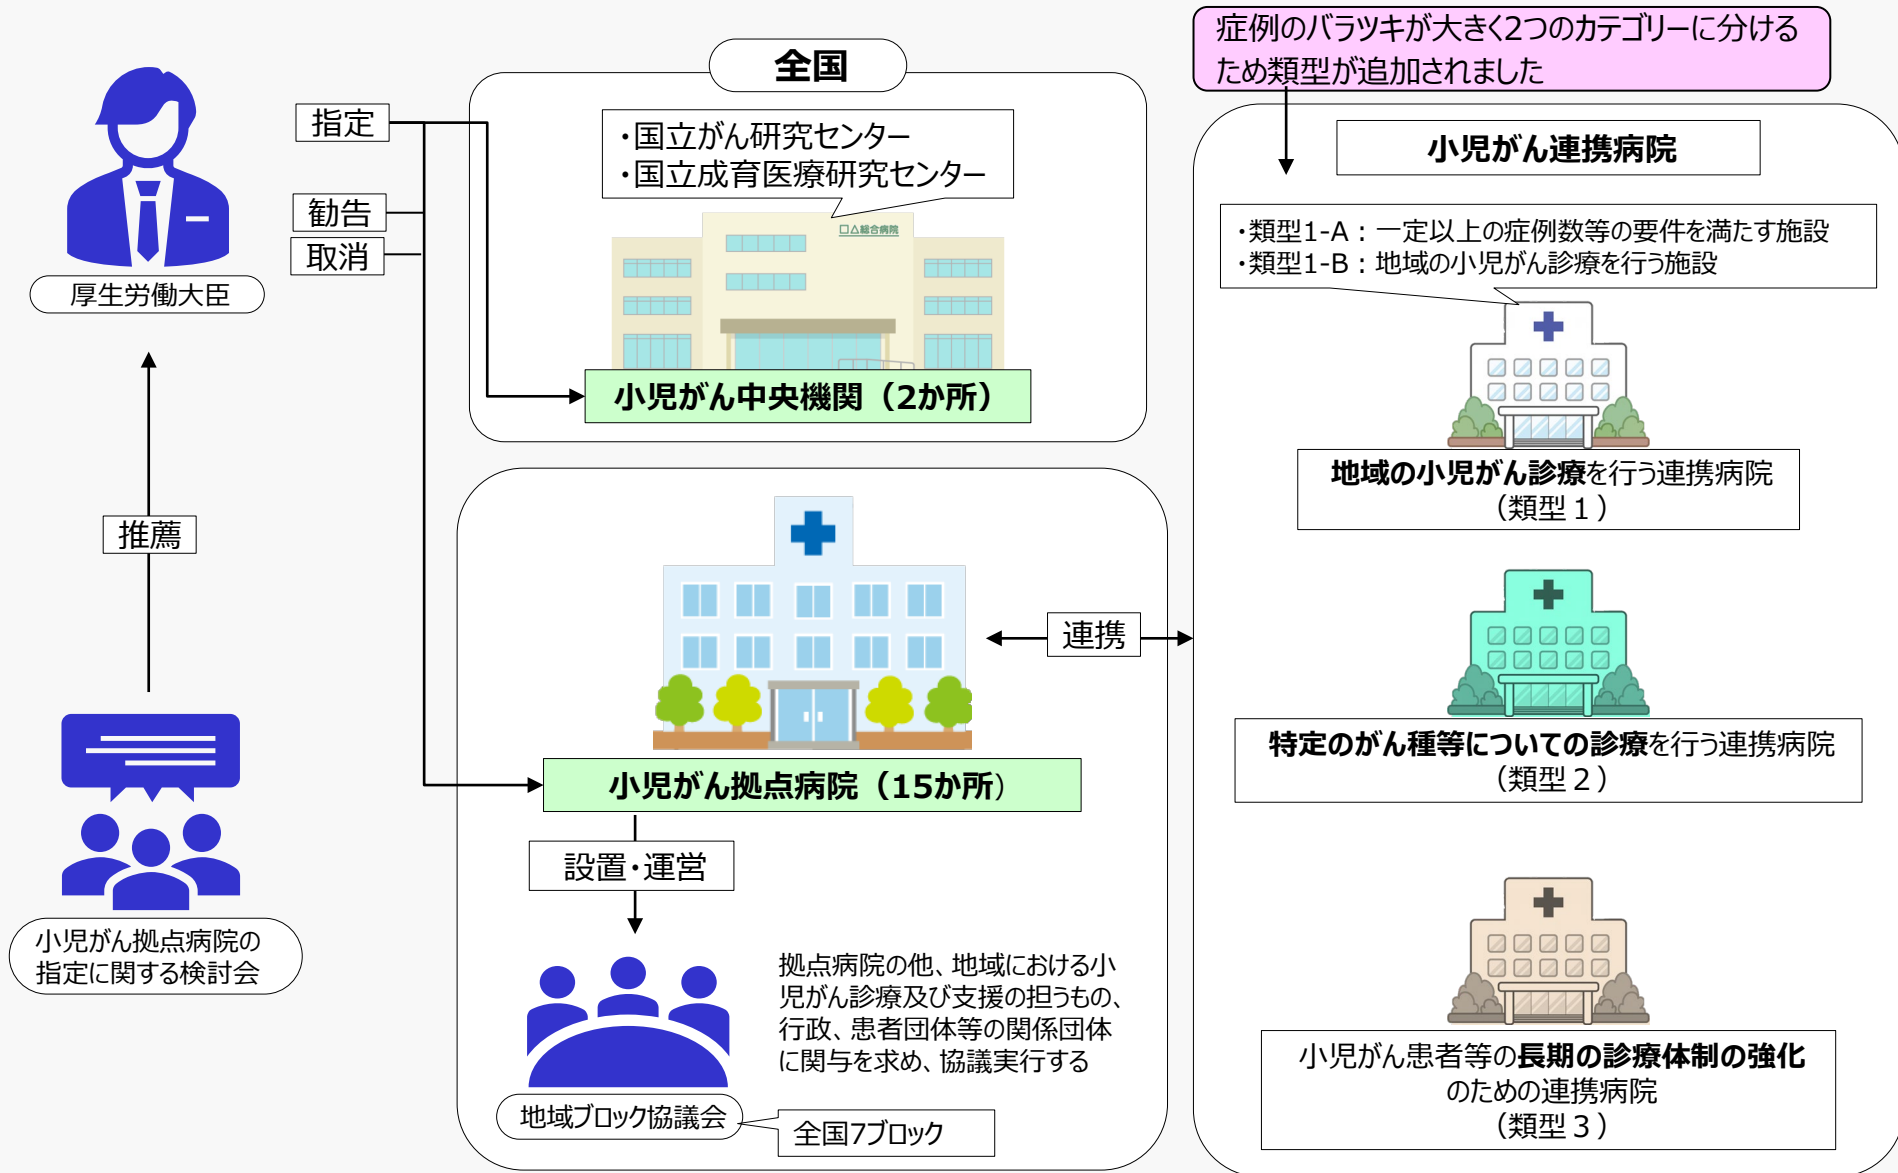 症例のバラツキが大きく2つのカテゴリーに分ける
ため類型が追加されました
全国
指定
勧告
取消
厚生労働大臣
・国立がん研究センター
・国立成育医療研究センター
口△総合病院
小児がん中央機関（2か所）
推薦
小児がん拠点病院の
指定に関する検討会
小児がん拠点病院（15か所）
設置・運営
拠点病院の他、地域における小
児がん診療及び支援の担うもの、
行政、患者団体等の関係団体
に関与を求め、協議実行する
地域ブロック協議会
全国7ブロック
連携
小児がん連携病院
・類型1-A：一定以上の症例数等の要件を満たす施設
・類型1-B：地域の小児がん診療を行う施設
地域の小児がん診療を行う連携病院
（類型１）
特定のがん種等についての診療を行う連携病院
（類型２）
小児がん患者等の長期の診療体制の強化
のための連携病院
（類型３）